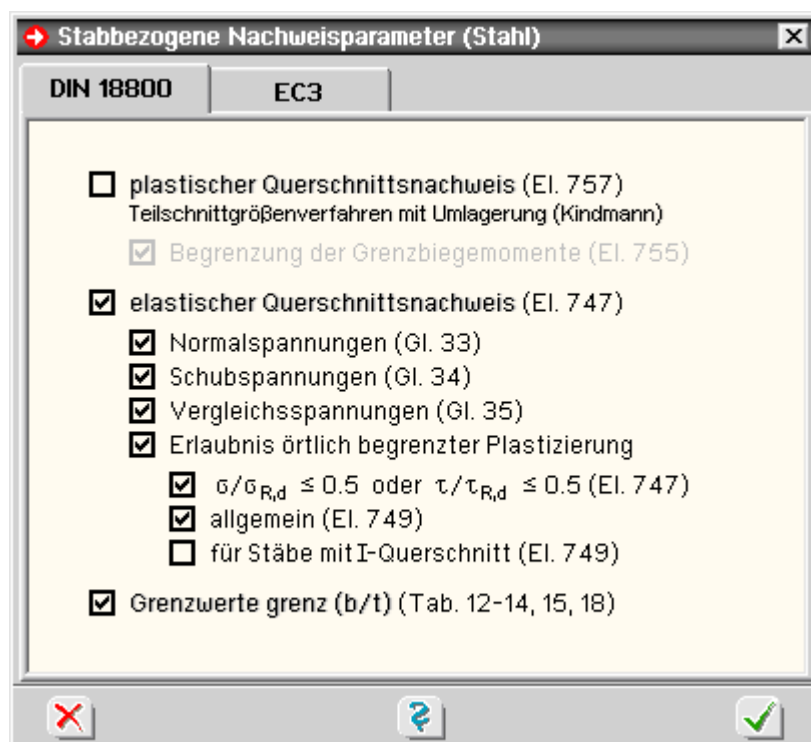 Stabbezogene Nachweisparameter (Stahl)
DIN 18800
EC3
plastischer Querschnittsnachweis (El. 757)
Teilschnittgrößenverfahren mit Umlagerung (Kindmann)
Begrenzung der Grenzbiegemomente (El. 755)
elastischer Querschnittsnachweis (El. 747)
Normalspannungen (Gl. 33)
Schubspannungen (Gl. 34)
Vergleichsspannungen (Gl. 35)
Erlaubnis örtlich begrenzter Plastizierung
σ/σR,d ≤ 0.5 oder τ/τR,d ≤ 0.5 (El. 747)
allgemein (El. 749)
für Stäbe mit I-Querschnitt (El. 749)
Grenzwerte grenz (b/t) (Tab. 12-14, 15, 18)